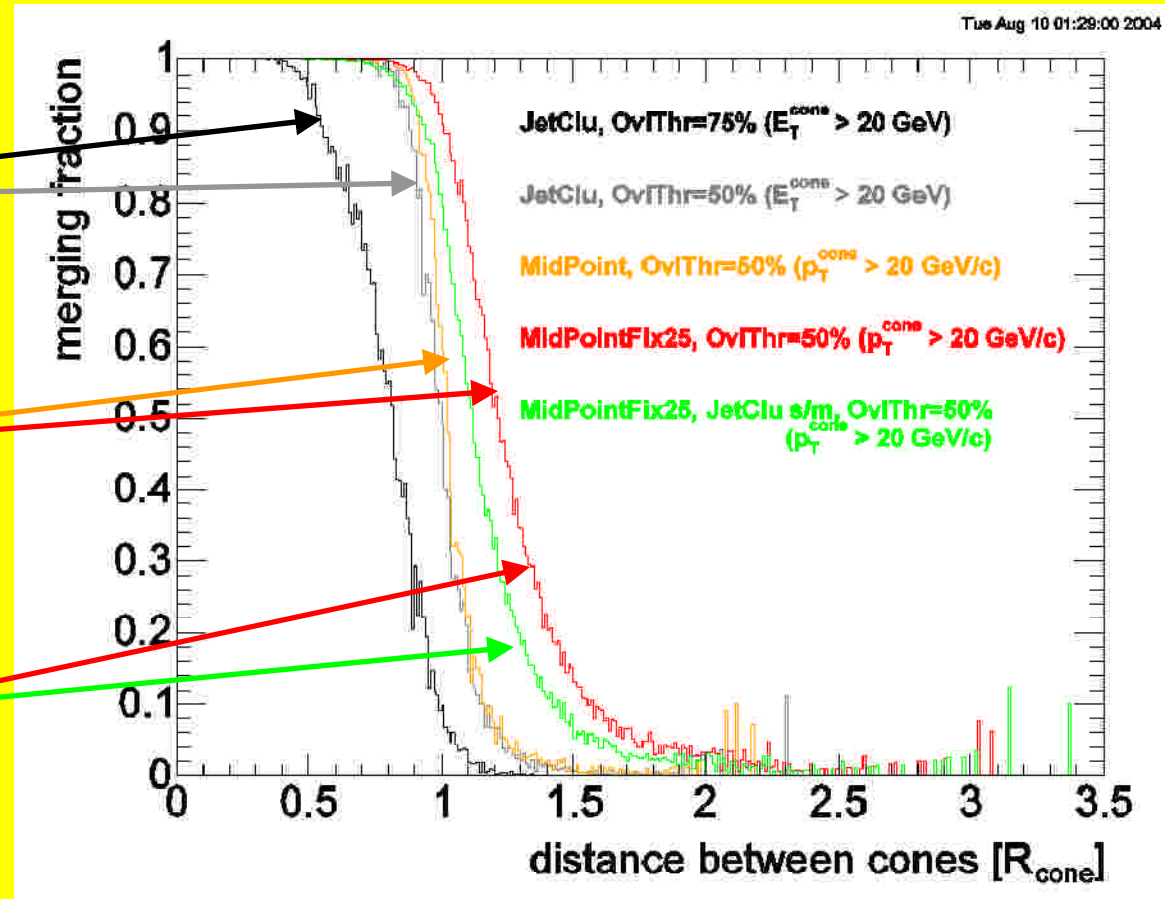 Tue Aug 10 01:29:00 2004
merging fraction
1
0.9
0.8
0.7
0.6
0.5
0.4
0.3
0.2
0.1
0
JetClu, OvlThr=75% (E_T^cone > 20 GeV)
JetClu, OvlThr=50% (E_T^cone > 20 GeV)
MidPoint, OvlThr=50% (p_T^cone > 20 GeV/c)
MidPointFix25, OvlThr=50% (p_T^cone > 20 GeV/c)
MidPointFix25, JetClu s/m, OvlThr=50%
(p_T^cone > 20 GeV/c)
0 0.5 1 1.5 2 2.5 3 3.5
distance between cones [R_cone]